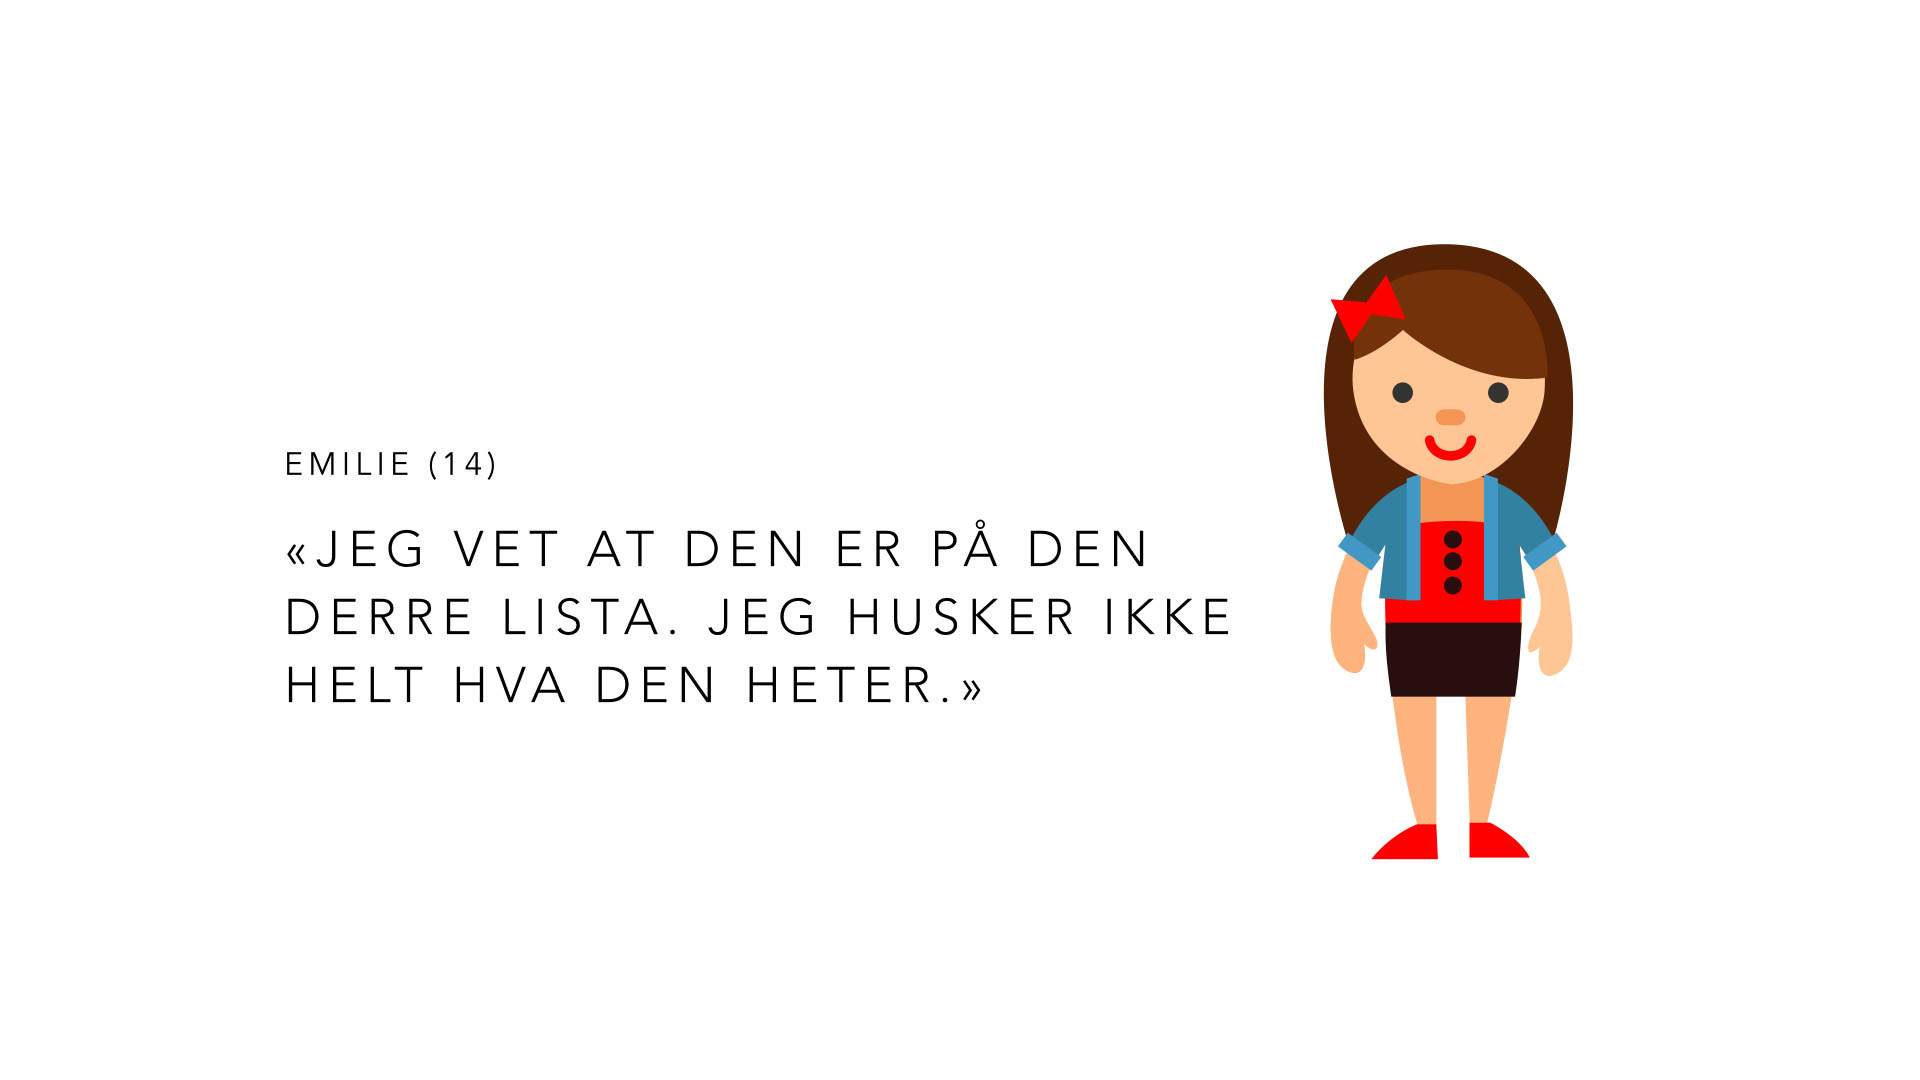 EMILIE (14)
«JEG VET AT DEN ER PÅ DEN
DERRE LISTA. JEG HUSKER IKKE
HELT HVA DEN HETER.»